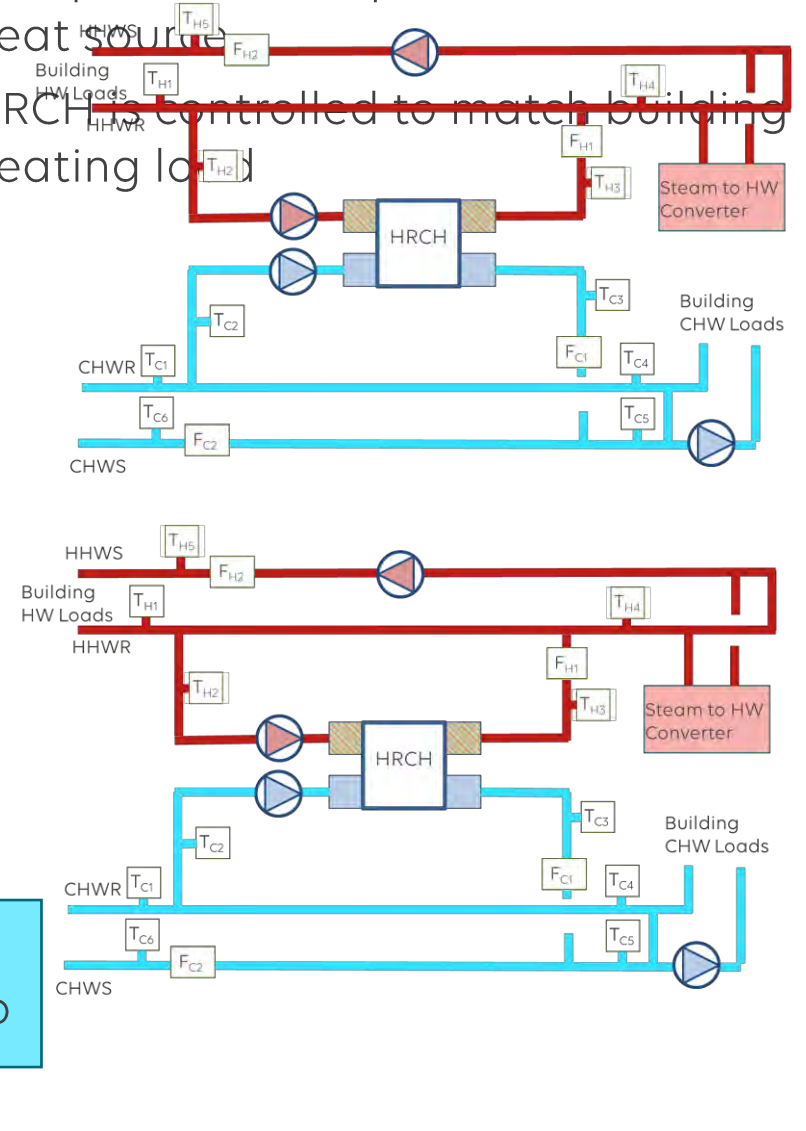 eat source
HHWS
TH5
FH2
Building
HW Loads
TH1
TH4
RCH is controlled to match building
HHWR
FH1
eating load
TH2
TH3
Steam to HW
Converter
HRCH
TC3
Building
CHW Loads
TC2
FC1
CHWR
TC1
TC4
TC6
TC5
FC2
CHWS
TH5
HHWS
FH2
Building
HW Loads
TH1
TH4
HHWR
FH1
TH2
TH3
Steam to HW
Converter
HRCH
TC3
Building
CHW Loads
TC2
FC1
CHWR
TC1
TC4
TC6
TC5
FC2
CHWS